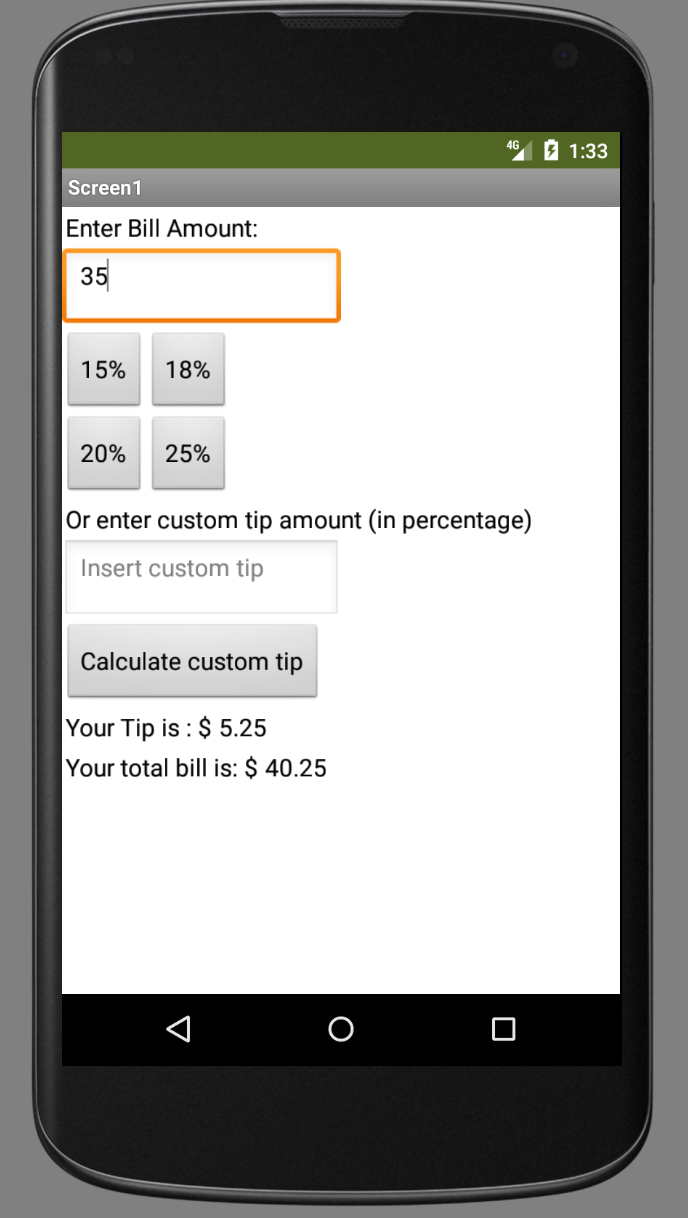 4G 1:33
Screen1
Enter Bill Amount:
35
15% 18%
20% 25%
Or enter custom tip amount (in percentage)
Insert custom tip
Calculate custom tip
Your Tip is : $ 5.25
Your total bill is: $ 40.25